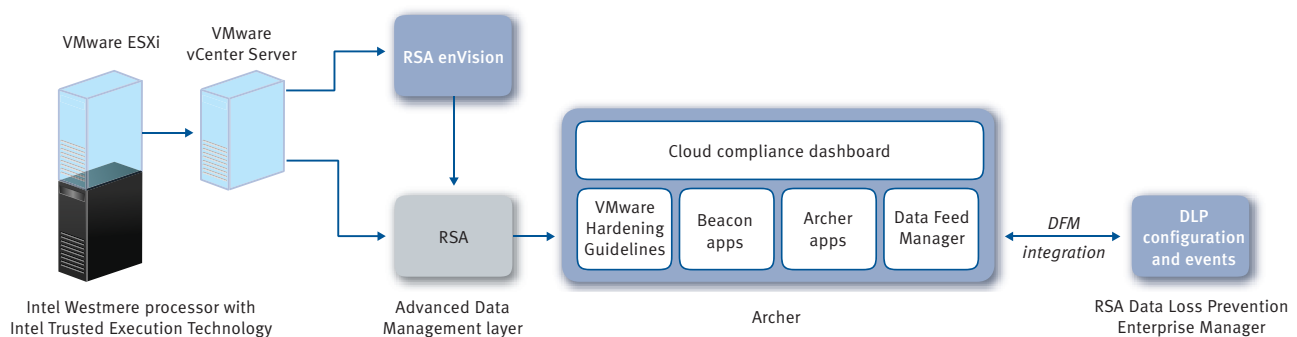 VMware ESXi
VMware
vCenter Server
RSA enVision
Cloud compliance dashboard
RSA
VMware
Hardening
Guidelines
Beacon
apps
Archer
apps
Data Feed
Manager
DFM
integration
DLP
configuration
and events
Intel Westmere processor with
Intel Trusted Execution Technology
Advanced Data
Management layer
Archer
RSA Data Loss Prevention
Enterprise Manager